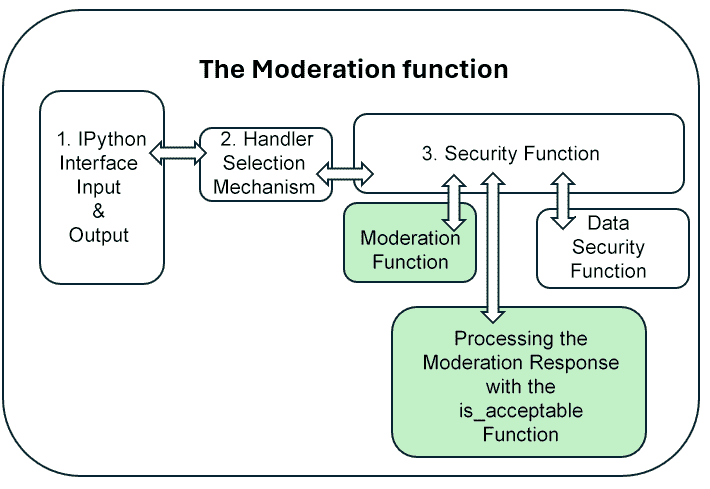 The Moderation function
1. IPython
Interface
Input
&
Output
2. Handler
Selection
Mechanism
3. Security Function
Moderation
Function
Data
Security
Function
Processing the
Moderation Response
with the
is_acceptable
Function